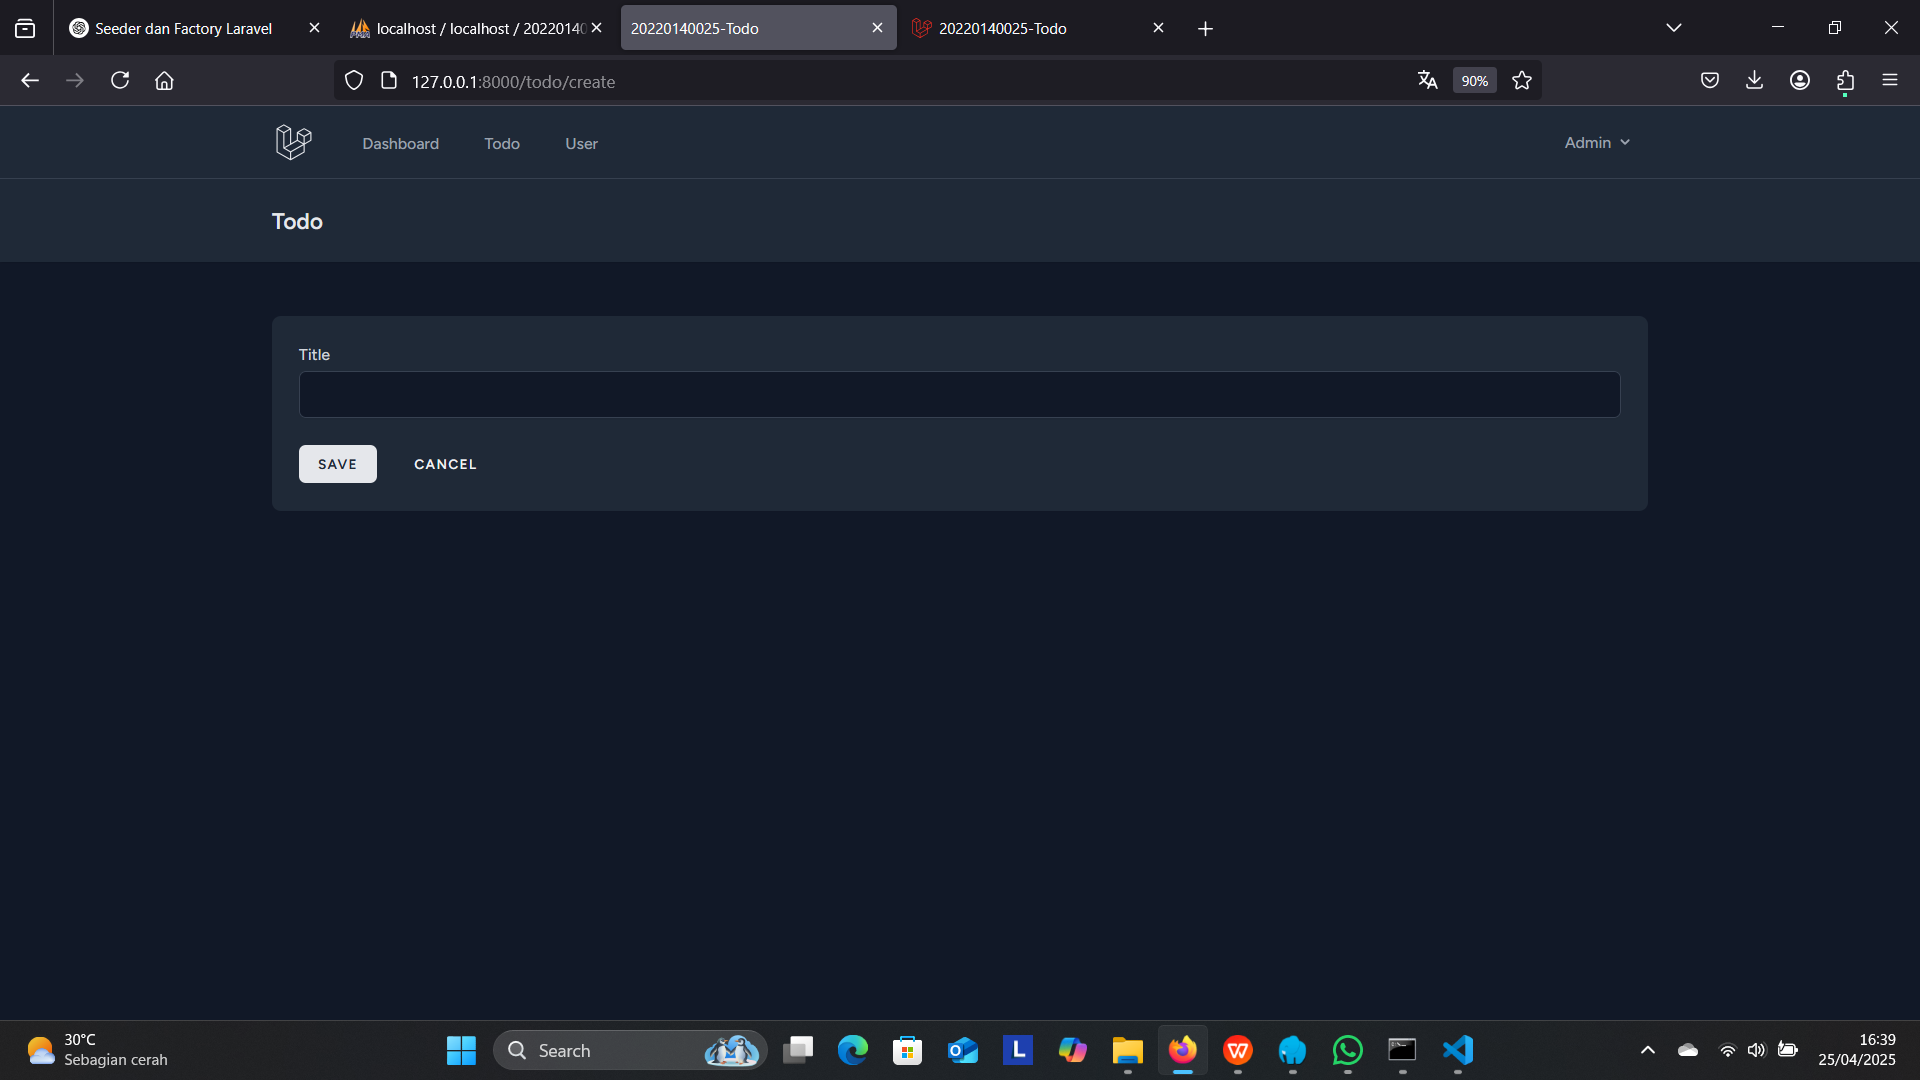 Seeder dan Factory Laravel
localhost / localhost / 20220140
20220140025-Todo
20220140025-Todo
127.0.0.1:8000/todo/create
90%
Dashboard
Todo
User
Admin
Todo
Title
SAVE
CANCEL
30°C
Sebagian cerah
Search
16:39
25/04/2025